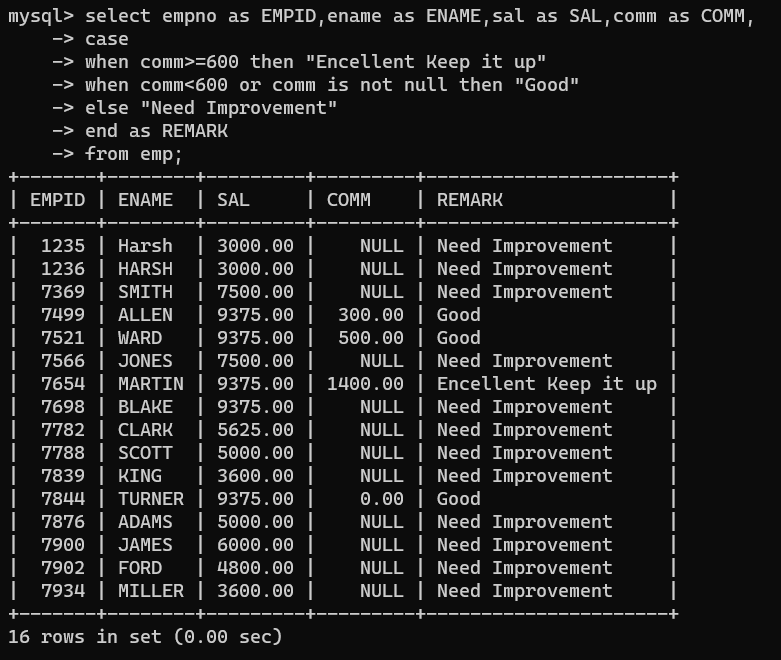 mysql> select empno as EMPID,ename as ENAME,sal as SAL,comm as COMM,
    -> case
    -> when comm>=600 then "Encellent Keep it up"
    -> when comm<600 or comm is not null then "Good"
    -> else "Need Improvement"
    -> end as REMARK
    -> from emp;
+-------+--------+---------+---------+----------------------+
| EMPID | ENAME  | SAL     | COMM    | REMARK               |
+-------+--------+---------+---------+----------------------+
|  1235 | Harsh  | 3000.00 |    NULL | Need Improvement     |
|  1236 | HARSH  | 3000.00 |    NULL | Need Improvement     |
|  7369 | SMITH  | 7500.00 |    NULL | Need Improvement     |
|  7499 | ALLEN  | 9375.00 |  300.00 | Good                 |
|  7521 | WARD   | 9375.00 |  500.00 | Good                 |
|  7566 | JONES  | 7500.00 |    NULL | Need Improvement     |
|  7654 | MARTIN | 9375.00 | 1400.00 | Encellent Keep it up |
|  7698 | BLAKE  | 9375.00 |    NULL | Need Improvement     |
|  7782 | CLARK  | 5625.00 |    NULL | Need Improvement     |
|  7788 | SCOTT  | 5000.00 |    NULL | Need Improvement     |
|  7839 | KING   | 3600.00 |    NULL | Need Improvement     |
|  7844 | TURNER | 9375.00 |    0.00 | Good                 |
|  7876 | ADAMS  | 5000.00 |    NULL | Need Improvement     |
|  7900 | JAMES  | 6000.00 |    NULL | Need Improvement     |
|  7902 | FORD   | 4800.00 |    NULL | Need Improvement     |
|  7934 | MILLER | 3600.00 |    NULL | Need Improvement     |
+-------+--------+---------+---------+----------------------+
16 rows in set (0.00 sec)